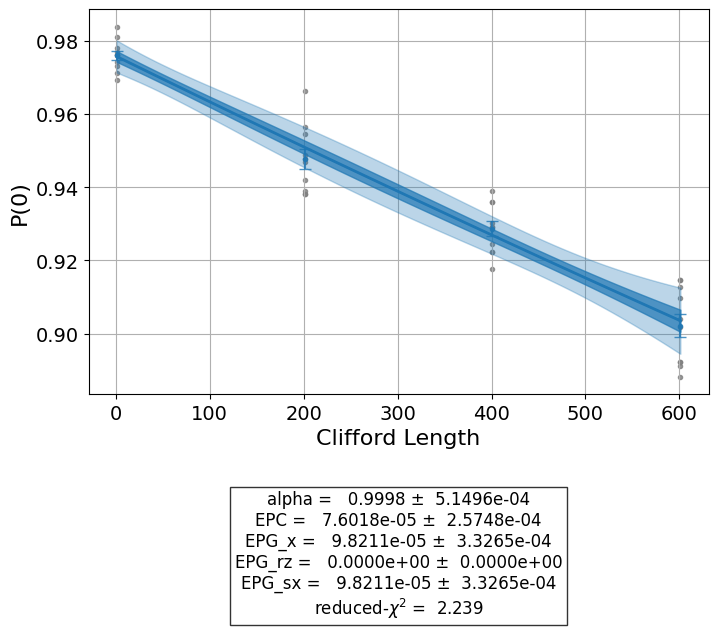 0.98
0.96
0.94
0.92
0.90
P(0)
0 100 200 300 400 500 600
Clifford Length
alpha = 0.9998 ± 5.1496e-04
EPC = 7.6018e-05 ± 2.5748e-04
EPG_x = 9.8211e-05 ± 3.3265e-04
EPG_rz = 0.0000e+00 ± 0.0000e+00
EPG_sx = 9.8211e-05 ± 3.3265e-04
reduced-χ² = 2.239